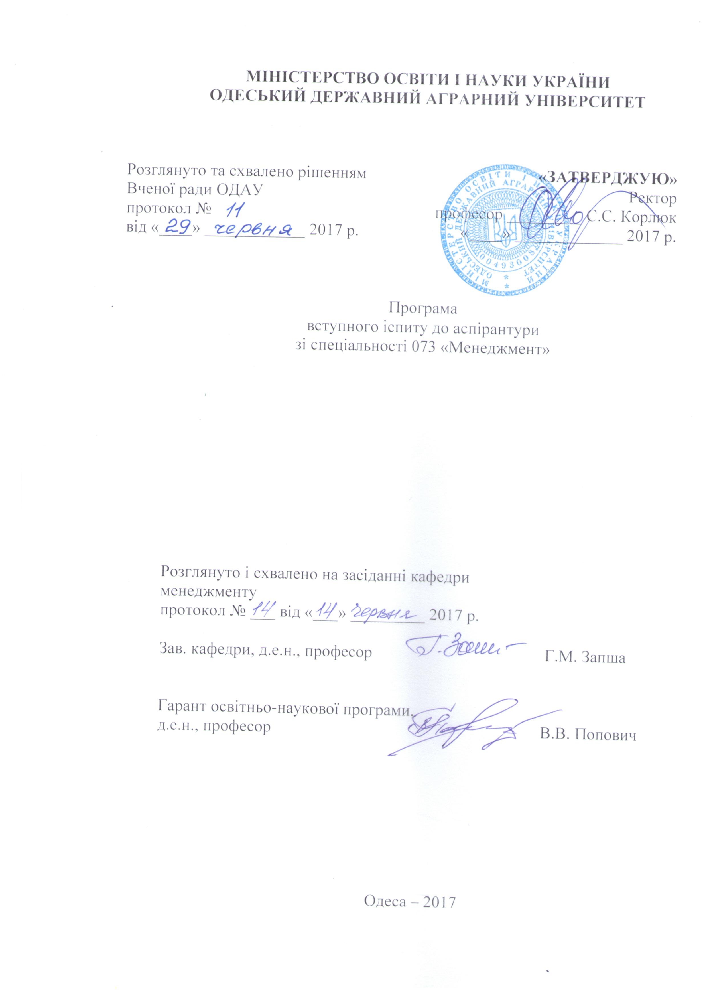 МІНІСТЕРСТВО ОСВІТИ І НАУКИ УКРАЇНИ
ОДЕСЬКИЙ ДЕРЖАВНИЙ АГРАРНИЙ УНІВЕРСИТЕТ
Розглянуто та схвалено рішенням
Вченої ради ОДАУ
протокол № 11
від «29» червня 2017 р.
«ЗАТВЕРДЖУЮ»
Ректор
професор ________ С.С. Корлюк
«____» ____________ 2017 р.
МІНІСТЕРСТВО ОСВІТИ І НАУКИ УКРАЇНИ
ОДЕСЬКИЙ ДЕРЖАВНИЙ АГРАРНИЙ УНІВЕРСИТЕТ
00493008
Програма
вступного іспиту до аспірантури
зі спеціальності 073 «Менеджмент»
Розглянуто і схвалено на засіданні кафедри
менеджменту
протокол № 14 від «14» червня 2017 р.
Зав. кафедри, д.е.н., професор Г.М. Запша
Гарант освітньо-наукової програми,
д.е.н., професор В.В. Попович
Одеса – 2017